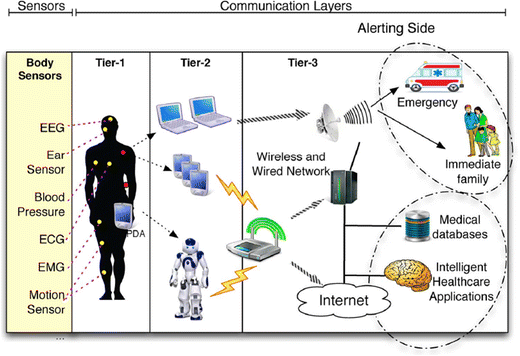 Sensors
Communication Layers
Alerting Side
Body
Sensors
Tier-1
Tier-2
Tier-3
EEG
Ear
Sensor
Blood
Pressure
ECG
EMG
Motion
Sensor
...
PDA
Wireless and
Wired Network
Internet
Emergency
Immediate
family
Medical
databases
Intelligent
Healthcare
Applications